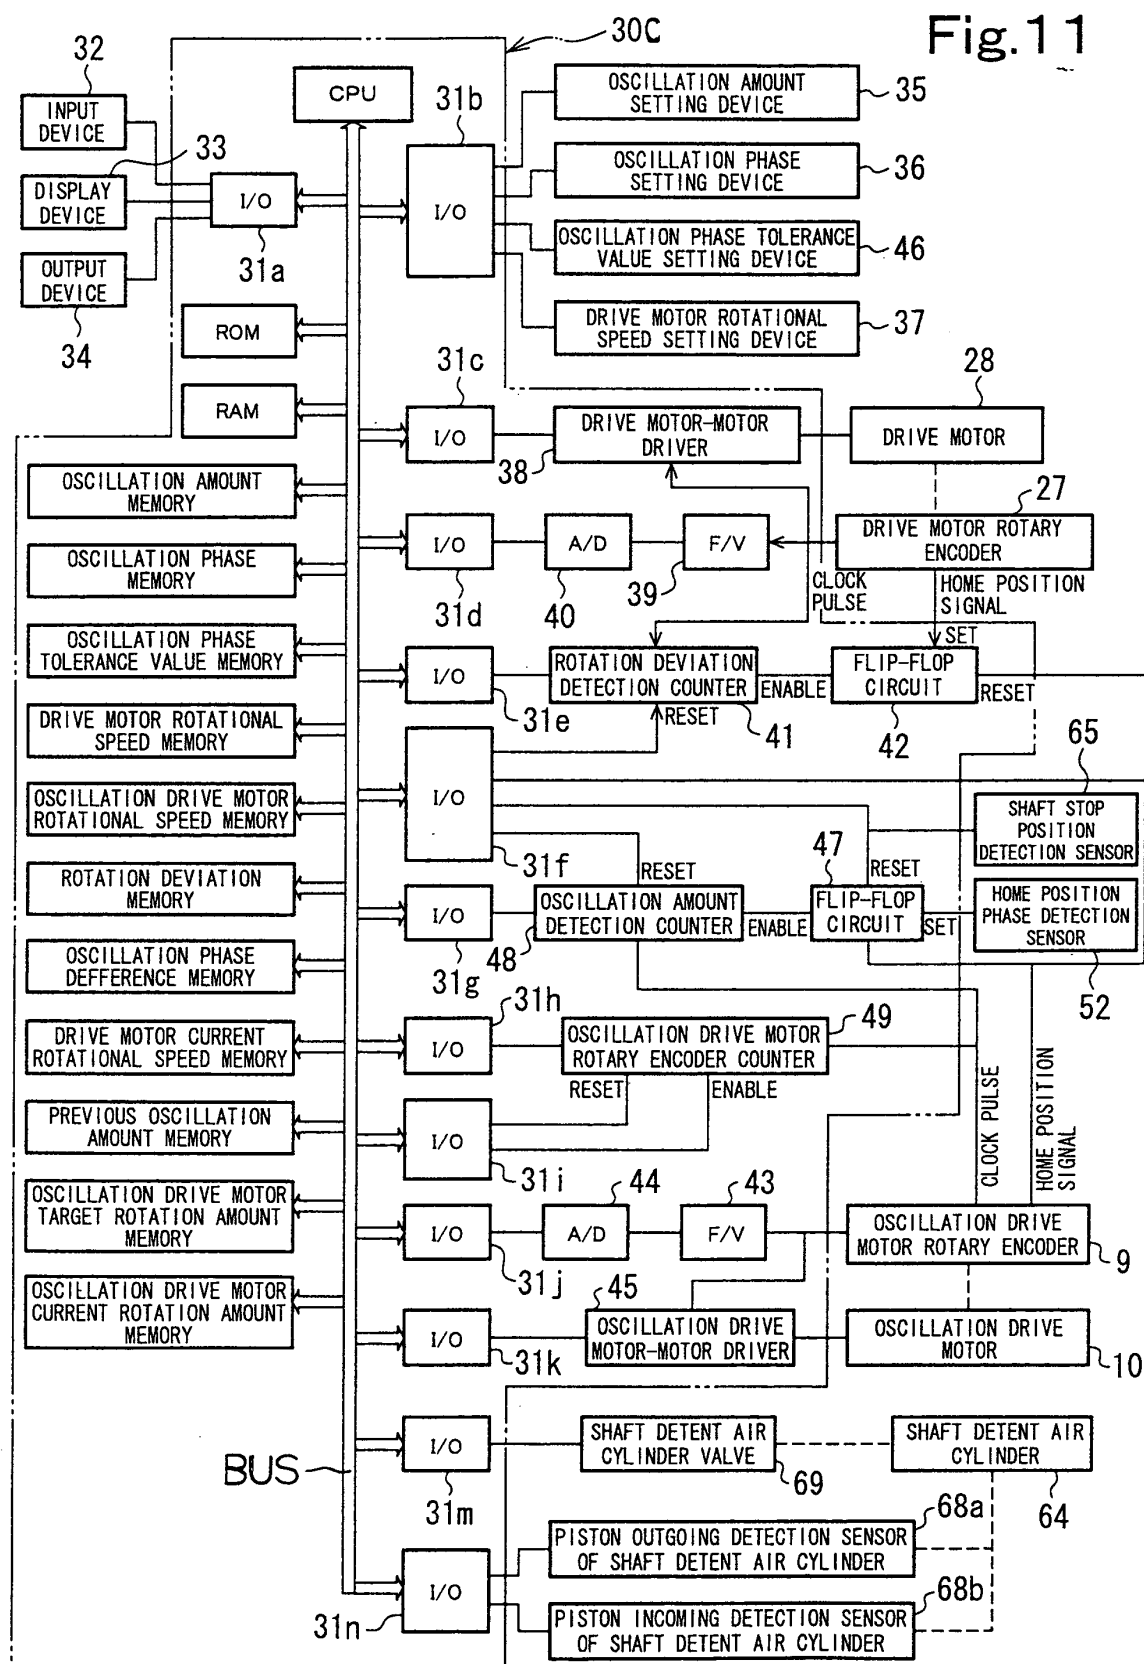 Fig.11
30C
32
INPUT
DEVICE
33
DISPLAY
DEVICE
OUTPUT
DEVICE
34
CPU
I/O
31a
ROM
RAM
OSCILLATION AMOUNT
MEMORY
OSCILLATION PHASE
MEMORY
OSCILLATION PHASE
TOLERANCE VALUE MEMORY
DRIVE MOTOR ROTATIONAL
SPEED MEMORY
OSCILLATION DRIVE MOTOR
ROTATIONAL SPEED MEMORY
ROTATION DEVIATION
MEMORY
OSCILLATION PHASE
DEFFERENCE MEMORY
DRIVE MOTOR CURRENT
ROTATIONAL SPEED MEMORY
PREVIOUS OSCILLATION
AMOUNT MEMORY
OSCILLATION DRIVE MOTOR
TARGET ROTATION AMOUNT
MEMORY
OSCILLATION DRIVE MOTOR
CURRENT ROTATION AMOUNT
MEMORY
BUS
31b
I/O
OSCILLATION AMOUNT
SETTING DEVICE
35
OSCILLATION PHASE
SETTING DEVICE
36
OSCILLATION PHASE TOLERANCE
VALUE SETTING DEVICE
46
DRIVE MOTOR ROTATIONAL
SPEED SETTING DEVICE
37
31c
I/O
DRIVE MOTOR-MOTOR
DRIVER
38
28
DRIVE MOTOR
27
DRIVE MOTOR ROTARY
ENCODER
I/O
31d
A/D
40
F/V
39
CLOCK
PULSE
HOME POSITION
SIGNAL
SET
I/O
31e
ROTATION DEVIATION
DETECTION COUNTER
RESET
41
ENABLE
FLIP-FLOP
CIRCUIT
42
RESET
I/O
31f
65
SHAFT STOP
POSITION
DETECTION SENSOR
RESET
47
RESET
I/O
31g
OSCILLATION AMOUNT
DETECTION COUNTER
48
ENABLE
FLIP-FLOP
CIRCUIT
SET
HOME POSITION
PHASE DETECTION
SENSOR
52
31h
I/O
OSCILLATION DRIVE MOTOR
ROTARY ENCODER COUNTER
49
RESET
ENABLE
CLOCK PULSE
HOME POSITION
SIGNAL
I/O
31i
I/O
31j
44
A/D
43
F/V
OSCILLATION DRIVE
MOTOR ROTARY ENCODER
9
I/O
31k
45
OSCILLATION DRIVE
MOTOR-MOTOR DRIVER
OSCILLATION DRIVE
MOTOR
10
I/O
31m
SHAFT DETENT AIR
CYLINDER VALVE
69
SHAFT DETENT AIR
CYLINDER
64
I/O
31n
68a
PISTON OUTGOING DETECTION SENSOR
OF SHAFT DETENT AIR CYLINDER
68b
PISTON INCOMING DETECTION SENSOR
OF SHAFT DETENT AIR CYLINDER